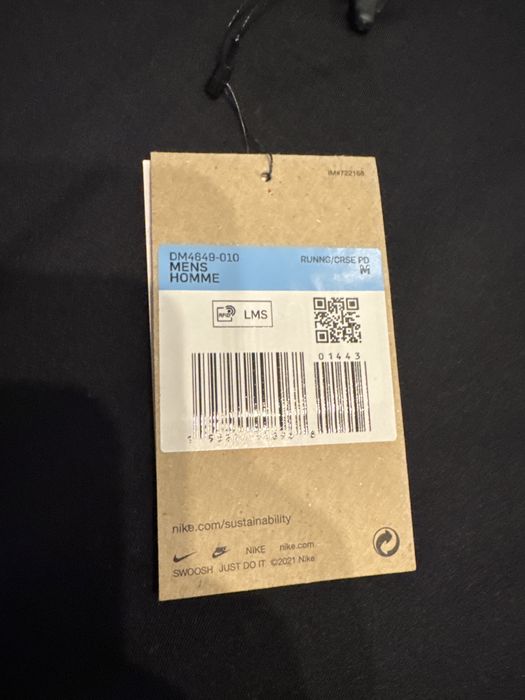 IM#722168
DM4649-010
MENS
HOMME
RUNNG/CRSE PD
M
RFID
LMS
01443
nike.com/sustainability
NIKE nike.com
SWOOSH JUST DO IT ©2021 Nike